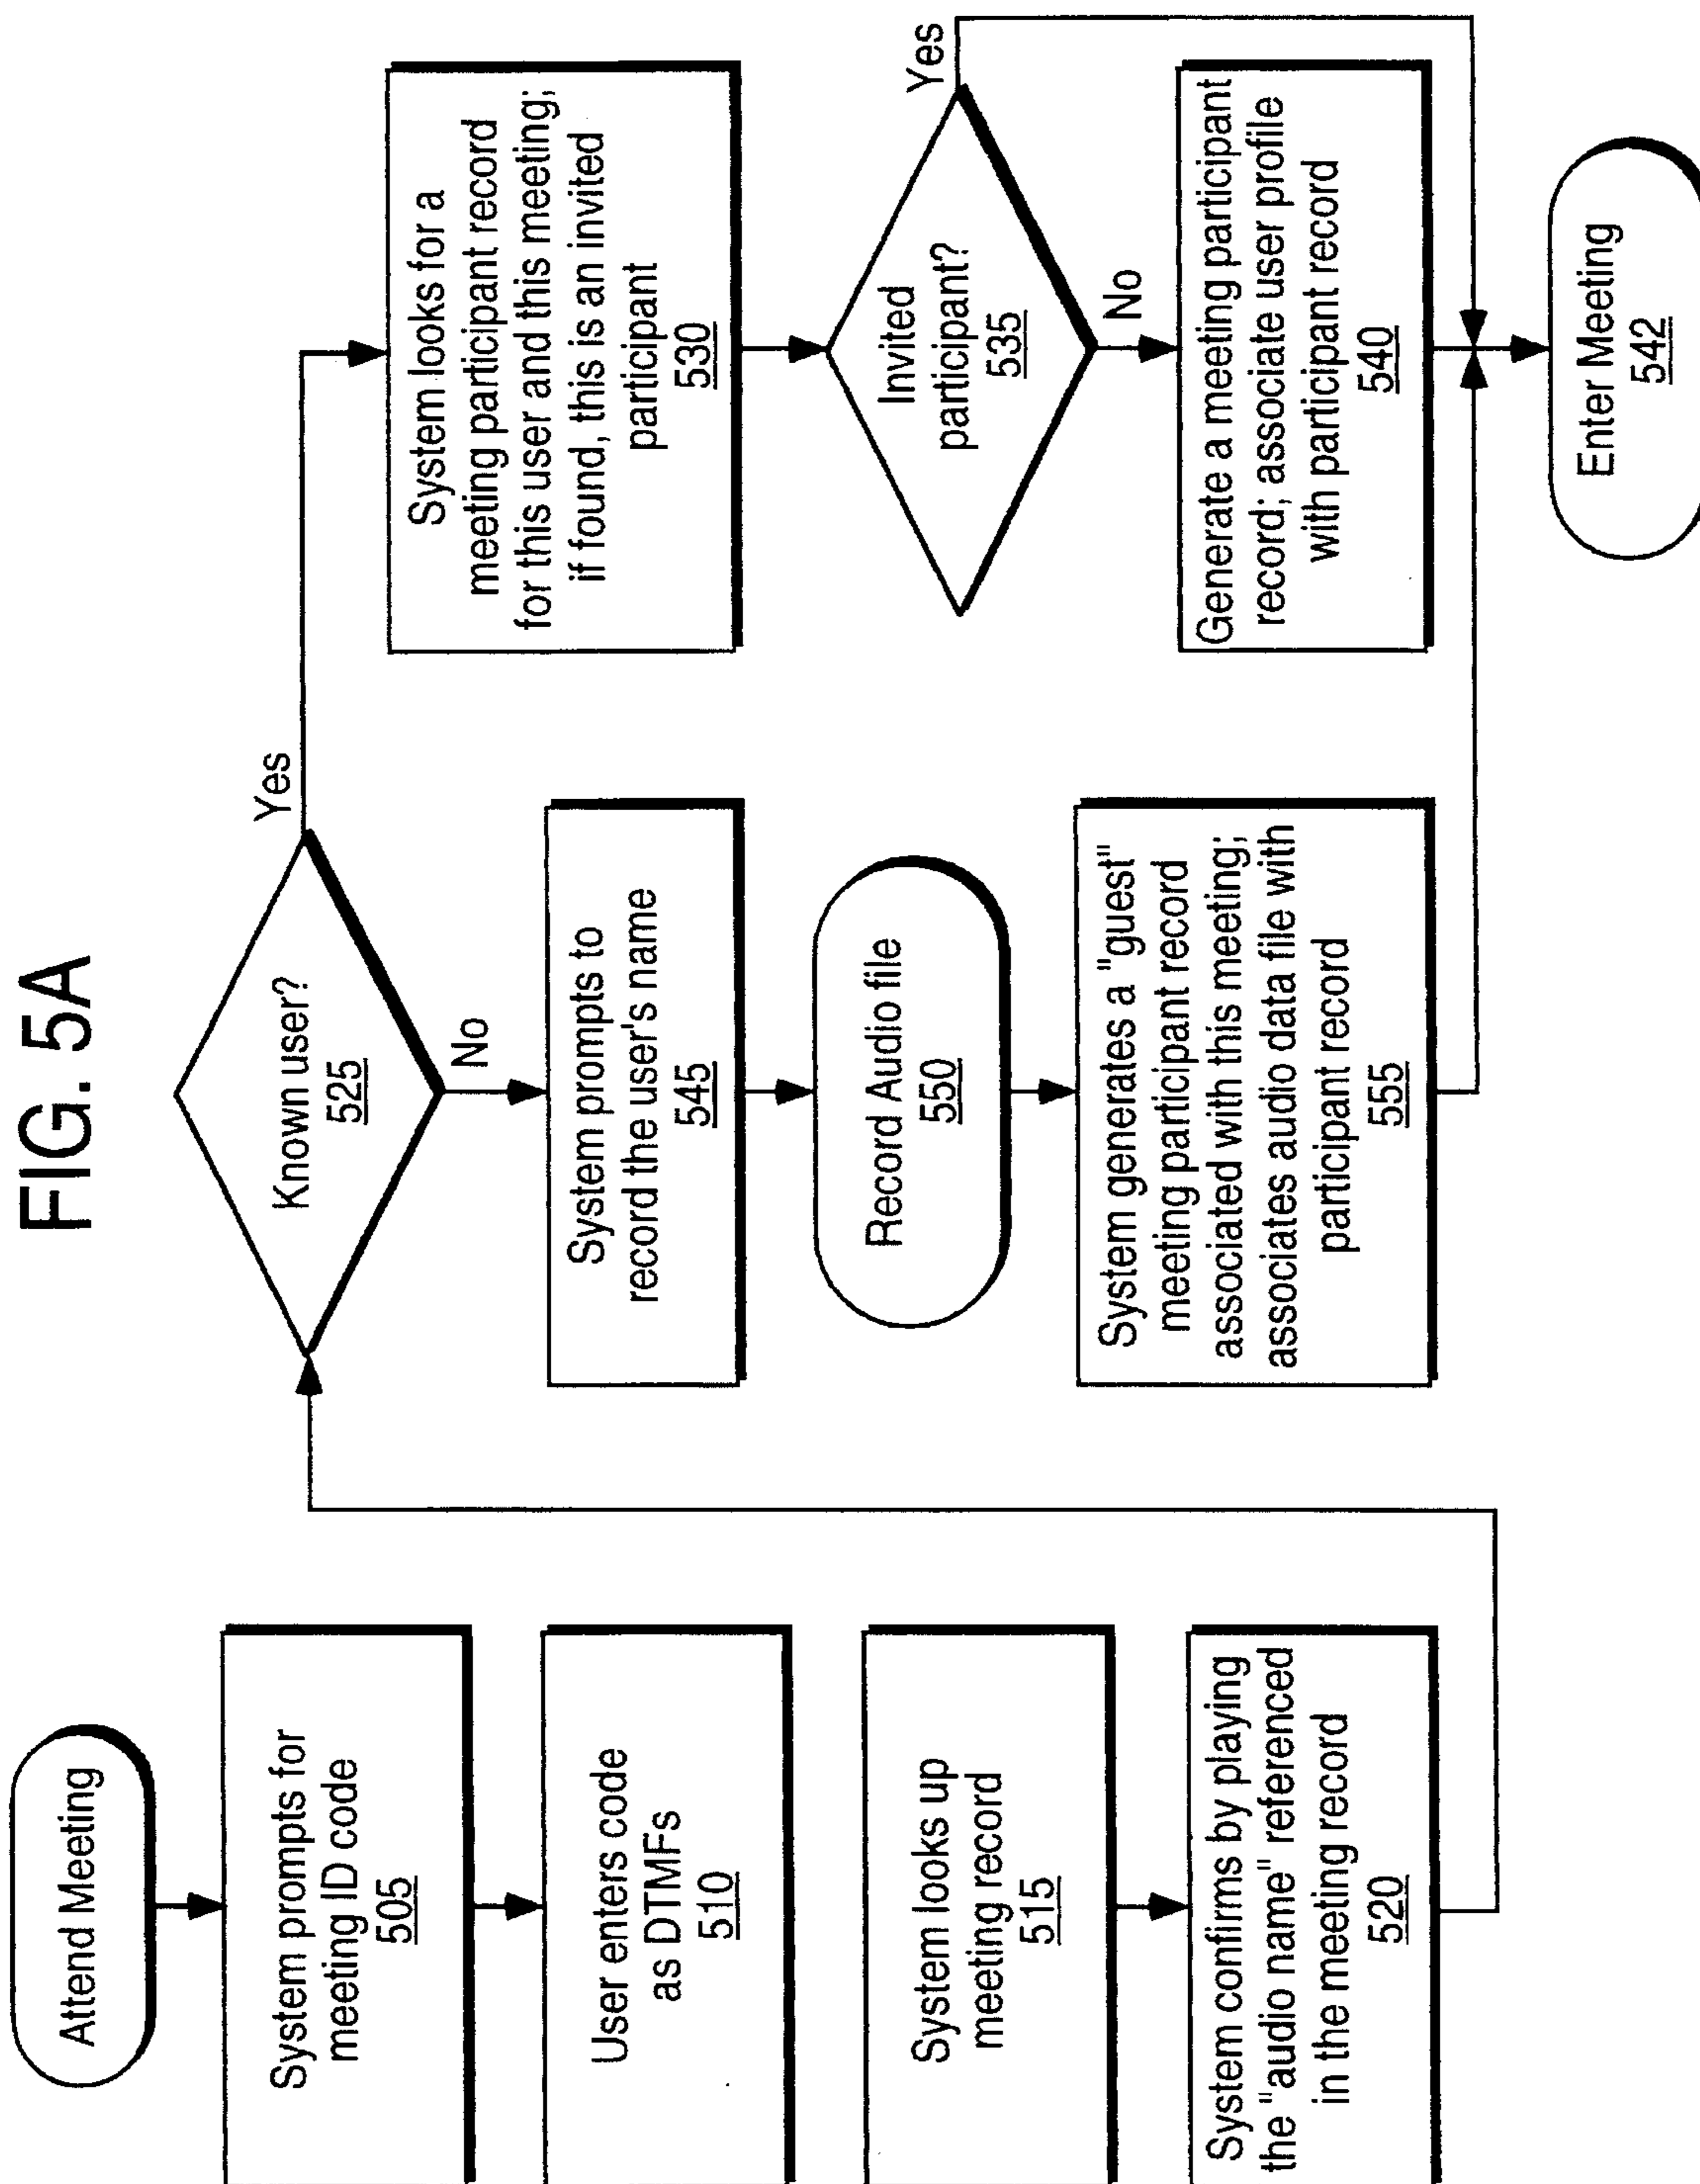 FIG. 5A
Attend Meeting
System prompts for
meeting ID code
505
User enters code
as DTMFs
510
System looks up
meeting record
515
System confirms by playing
the "audio name" referenced
in the meeting record
520
Known user?
525
Yes
No
System prompts to
record the user's name
545
Record Audio file
550
System generates a "guest"
meeting participant record
associated with this meeting;
associates audio data file with
participant record
555
System looks for a
meeting participant record
for this user and this meeting;
if found, this is an invited
participant
530
Invited
participant?
535
Yes
No
Generate a meeting participant
record; associate user profile
with participant record
540
Enter Meeting
542